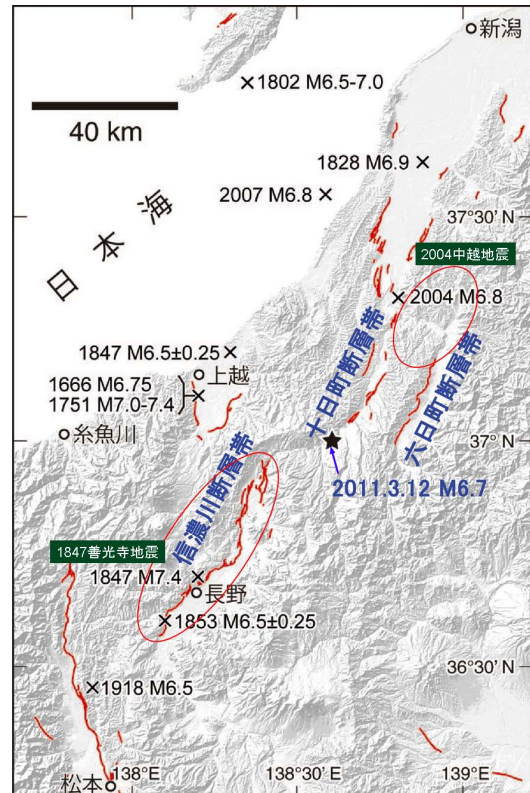 新潟
1802 M6.5-7.0
40 km
1828 M6.9
日本海
2007 M6.8
37°30′ N
2004中越地震
2004 M6.8
1847 M6.5±0.25
上越
1666 M6.75
1751 M7.0-7.4
十日町断層帯
六日町断層帯
糸魚川
37° N
信濃川断層帯
2011.3.12 M6.7
1847善光寺地震
1847 M7.4
長野
1853 M6.5±0.25
36°30′ N
1918 M6.5
松本
138°E
138°30′ E
139°E